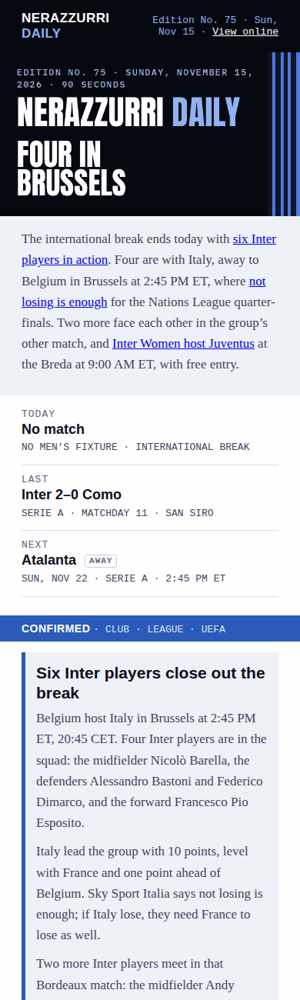 NERAZZURRI
DAILY
Edition No. 75 · Sun,
Nov 15 · View online
EDITION NO. 75 · SUNDAY, NOVEMBER 15,
2026 · 90 SECONDS
NERAZZURRI DAILY
FOUR IN
BRUSSELS
The international break ends today with six Inter
players in action. Four are with Italy, away to
Belgium in Brussels at 2:45 PM ET, where not
losing is enough for the Nations League quarter-
finals. Two more face each other in the group’s
other match, and Inter Women host Juventus at
the Breda at 9:00 AM ET, with free entry.
TODAY
No match
NO MEN’S FIXTURE · INTERNATIONAL BREAK
LAST
Inter 2–0 Como
SERIE A · MATCHDAY 11 · SAN SIRO
NEXT
Atalanta AWAY
SUN, NOV 22 · SERIE A · 2:45 PM ET
CONFIRMED · CLUB · LEAGUE · UEFA
Six Inter players close out the
break
Belgium host Italy in Brussels at 2:45 PM
ET, 20:45 CET. Four Inter players are in the
squad: the midfielder Nicolò Barella, the
defenders Alessandro Bastoni and Federico
Dimarco, and the forward Francesco Pio
Esposito.
Italy lead the group with 10 points, level
with France and one point ahead of
Belgium. Sky Sport Italia says not losing is
enough; if Italy lose, they need France to
lose as well.
Two more Inter players meet in that
Bordeaux match: the midfielder Andy